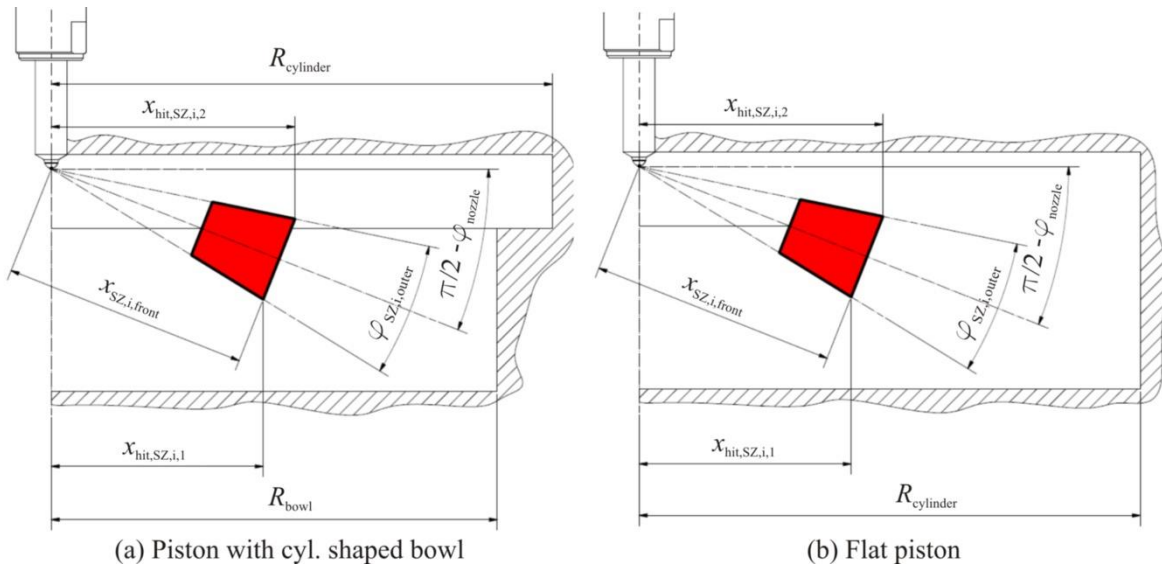 R_cylinder
x_hit,SZ,i,2
x_SZ,i,front
φ_SZ,i,outer
π/2 - φ_nozzle
x_hit,SZ,i,1
R_bowl
(a) Piston with cyl. shaped bowl
x_hit,SZ,i,2
x_SZ,i,front
φ_SZ,i,outer
π/2 - φ_nozzle
x_hit,SZ,i,1
R_cylinder
(b) Flat piston